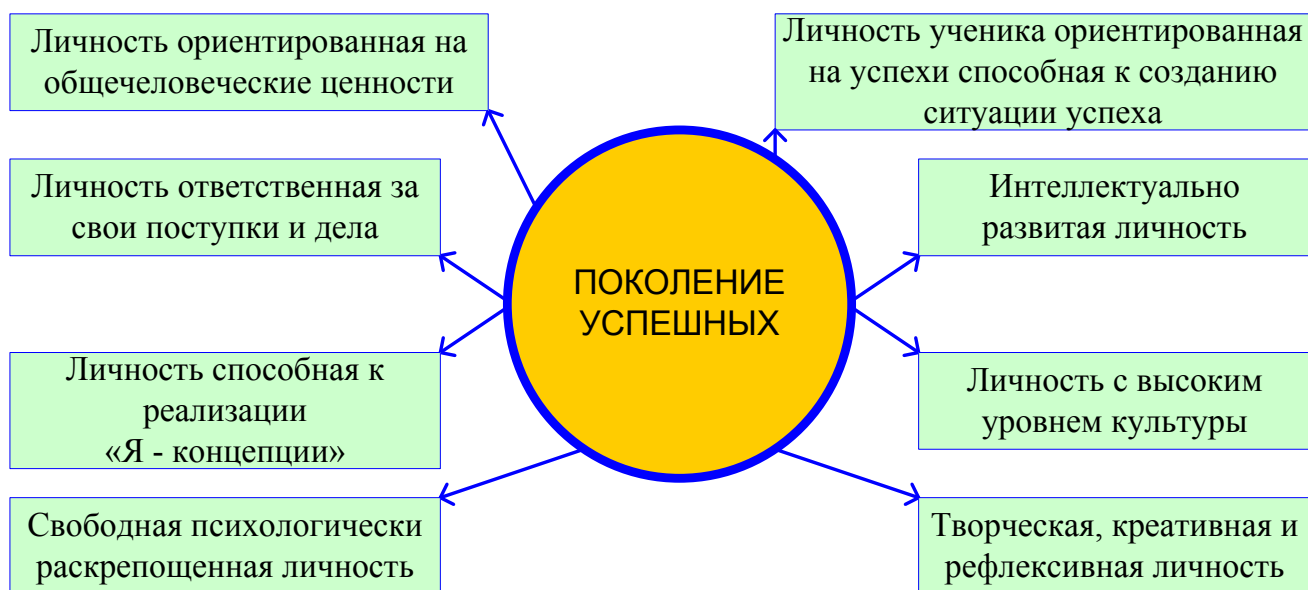 Личность ориентированная на
общечеловеческие ценности
Личность ученика ориентированная
на успехи способная к созданию
ситуации успеха
Личность ответственная за
свои поступки и дела
Интеллектуально
развитая личность
ПОКОЛЕНИЕ
УСПЕШНЫХ
Личность способная к
реализации
«Я - концепции»
Личность с высоким
уровнем культуры
Свободная психологически
раскрепощенная личность
Творческая, креативная и
рефлексивная личность